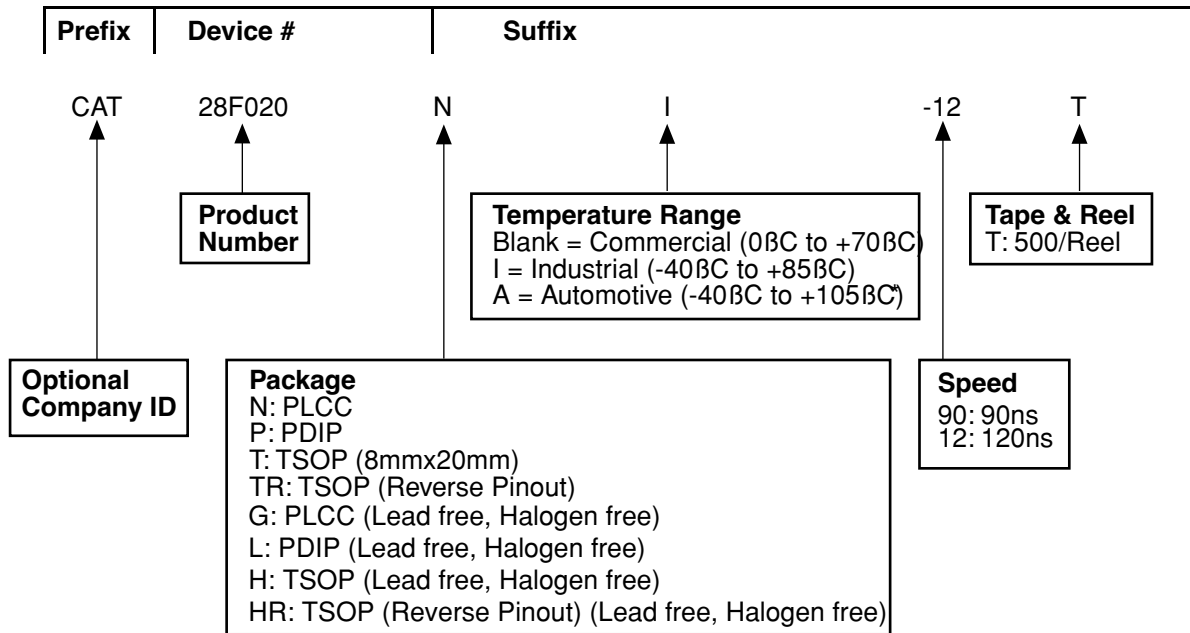 Prefix Device # Suffix
CAT 28F020 N I -12 T
Product
Number
Temperature Range
Blank = Commercial (0ßC to +70ßC)
I = Industrial (-40ßC to +85ßC)
A = Automotive (-40ßC to +105ßC*)
Tape & Reel
T: 500/Reel
Optional
Company ID
Package
N: PLCC
P: PDIP
T: TSOP (8mmx20mm)
TR: TSOP (Reverse Pinout)
G: PLCC (Lead free, Halogen free)
L: PDIP (Lead free, Halogen free)
H: TSOP (Lead free, Halogen free)
HR: TSOP (Reverse Pinout) (Lead free, Halogen free)
Speed
90: 90ns
12: 120ns